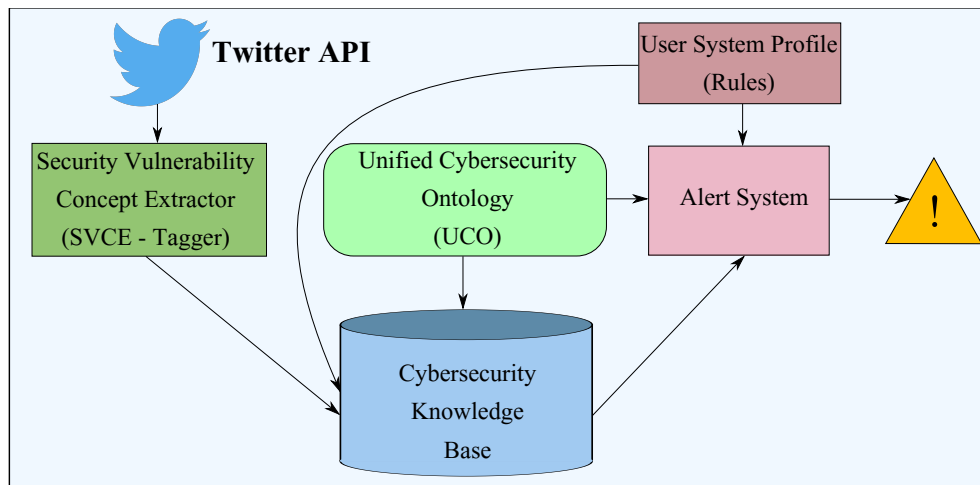 Twitter API
User System Profile
(Rules)
Security Vulnerability
Concept Extractor
(SVCE - Tagger)
Unified Cybersecurity
Ontology
(UCO)
Alert System
!
Cybersecurity
Knowledge
Base